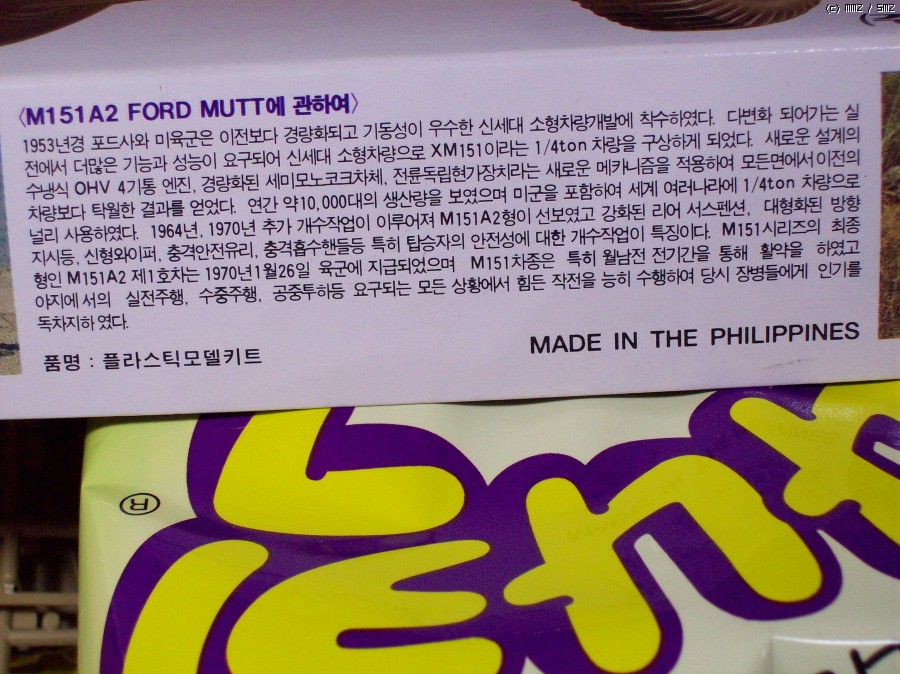 (c) mmz / smz
〈M151A2 FORD MUTT에 관하여〉
1953년경 포드사와 미육군은 이전보다 경량화되고 기동성이 우수한 신세대 소형차량개발에 착수하였다. 다변화 되어가는 실
전에서 더많은 기능과 성능이 요구되어 신세대 소형차량으로 XM151이라는 1/4ton 차량을 구상하게 되었다. 새로운 설계의
수냉식 OHV 4기통 엔진, 경량화된 세미모노코크차체, 전륜독립현가장치라는 새로운 메카니즘을 적용하여 모든면에서 이전의
차량보다 탁월한 결과를 얻었다. 연간 약10,000대의 생산량을 보였으며 미군을 포함하여 세계 여러나라에 1/4ton 차량으로
널리 사용하였다. 1964년, 1970년 추가 개수작업이 이루어져 M151A2형이 선보였고 강화된 리어 서스펜션, 대형화된 방향
지시등, 신형와이퍼, 충격안전유리, 충격흡수핸들등 특히 탑승자의 안전성에 대한 개수작업이 특징이다. M151시리즈의 최종
형인 M151A2 제1호차는 1970년1월26일 육군에 지급되었으며 M151차종은 특히 월남전 전기간을 통해 활약을 하였고
야지에 서의 실전주행, 수중주행, 공중투하등 요구되는 모든 상황에서 힘든 작전을 능히 수행하여 당시 장병들에게 인기를
독차지하 였다.
품명 : 플라스틱모델키트
MADE IN THE PHILIPPINES
®